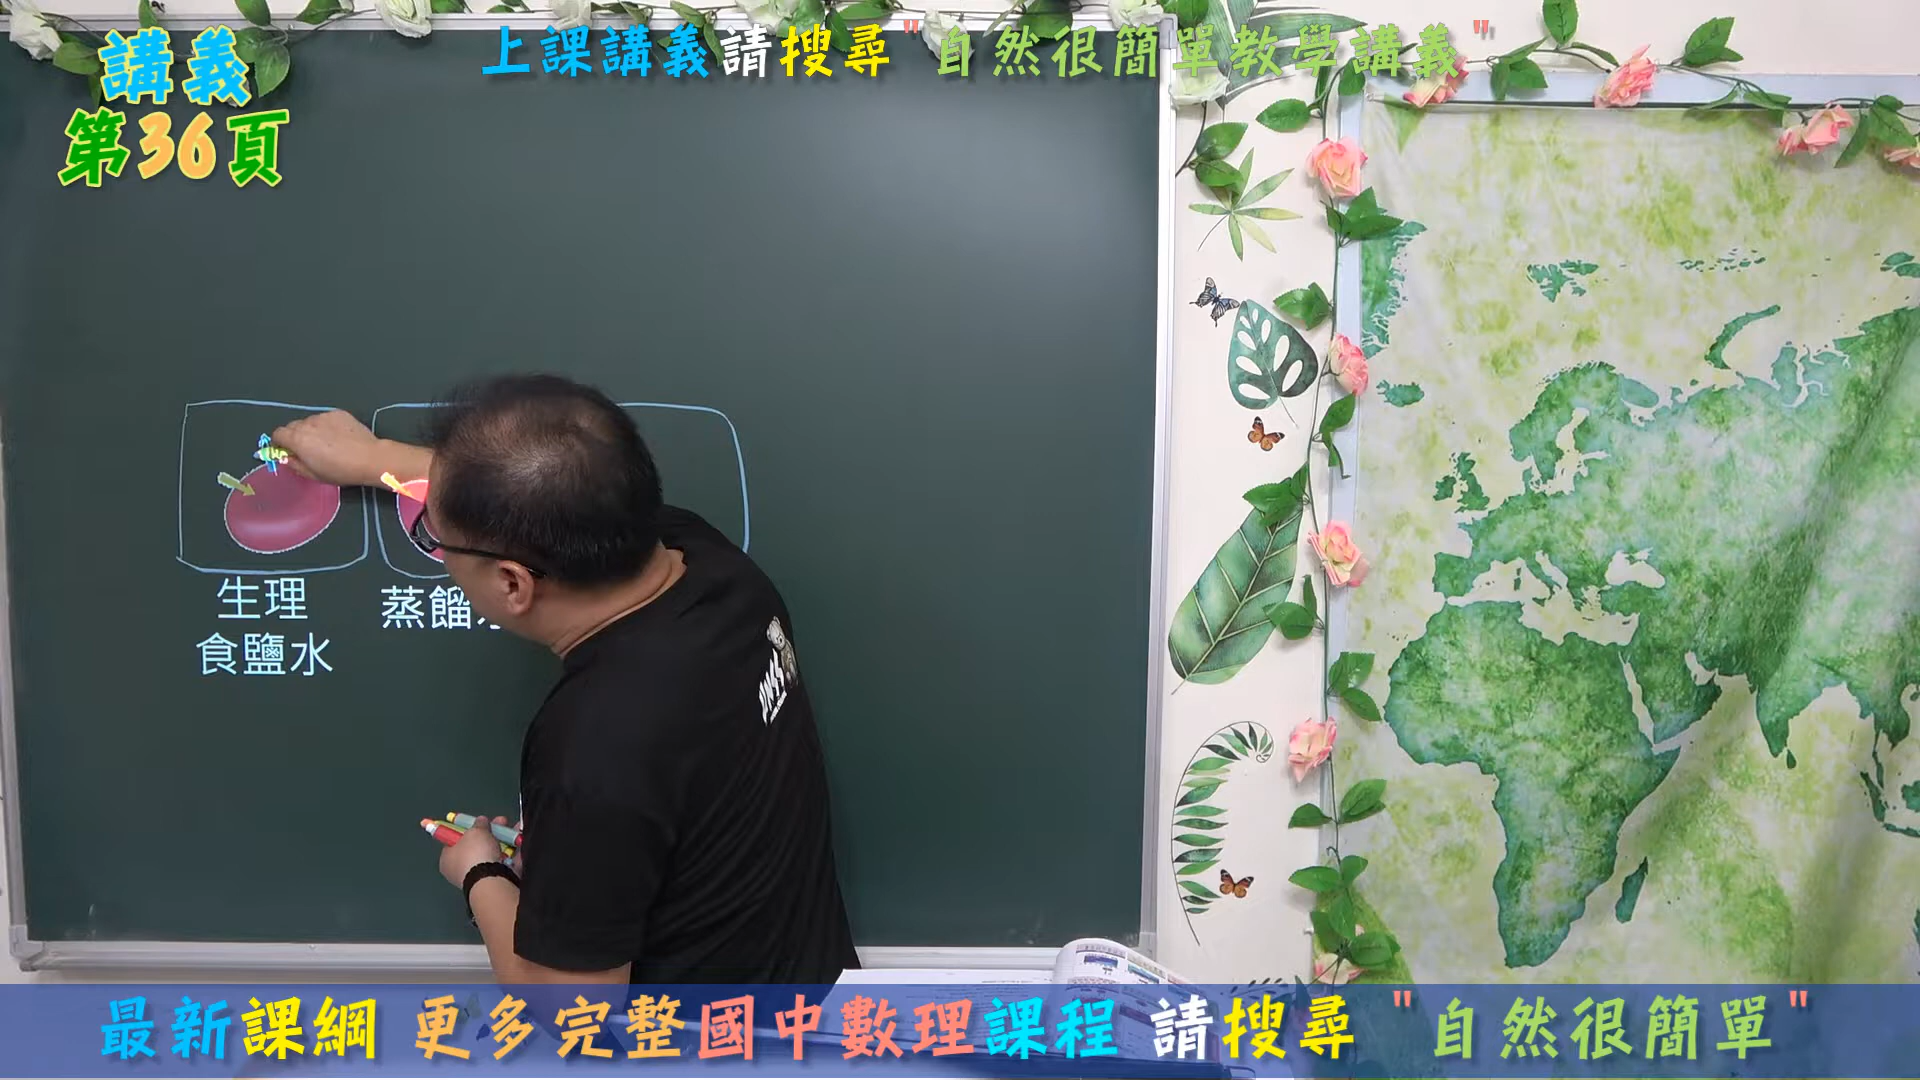 上課講義請搜尋"自然很簡單教學講義"
講義
第36頁
生理
食鹽水
蒸餾
最新課綱 更多完整國中數理課程 請搜尋 "自然很簡單"